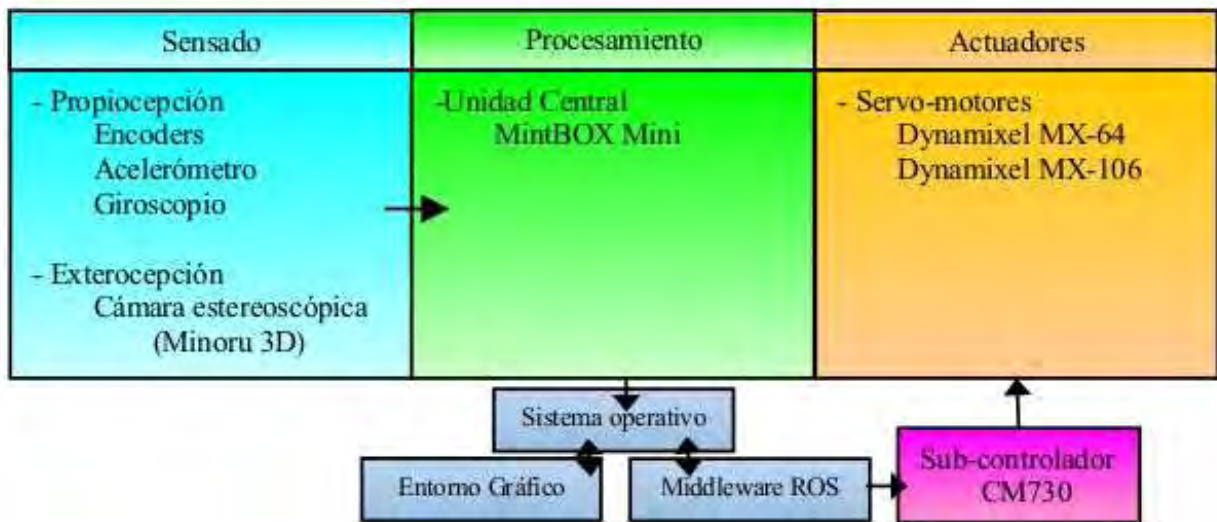 Sensado
Procesamiento
Actuadores
- Propiocepción
Encoders
Acelerómetro
Giroscopio
- Exterocepción
Cámara estereoscópica
(Minoru 3D)
-Unidad Central
MintBOX Mini
- Servo-motores
Dynamixel MX-64
Dynamixel MX-106
Sistema operativo
Entorno Gráfico
Middleware ROS
Sub-controlador
CM730